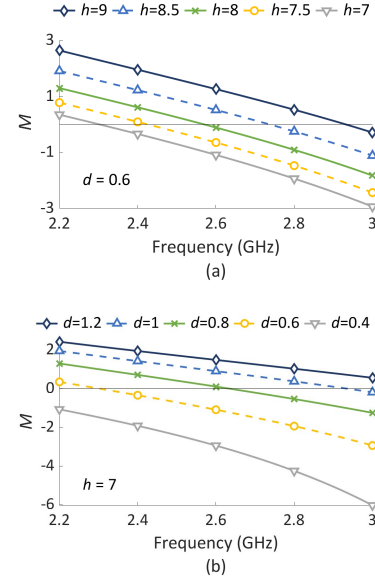 h=9 h=8.5 h=8 h=7.5 h=7
3
1
-1
-3
M
d = 0.6
2.2 2.4 2.6 2.8 3
Frequency (GHz)
(a)
d=1.2 d=1 d=0.8 d=0.6 d=0.4
2
0
-2
-4
-6
M
h = 7
2.2 2.4 2.6 2.8 3
Frequency (GHz)
(b)